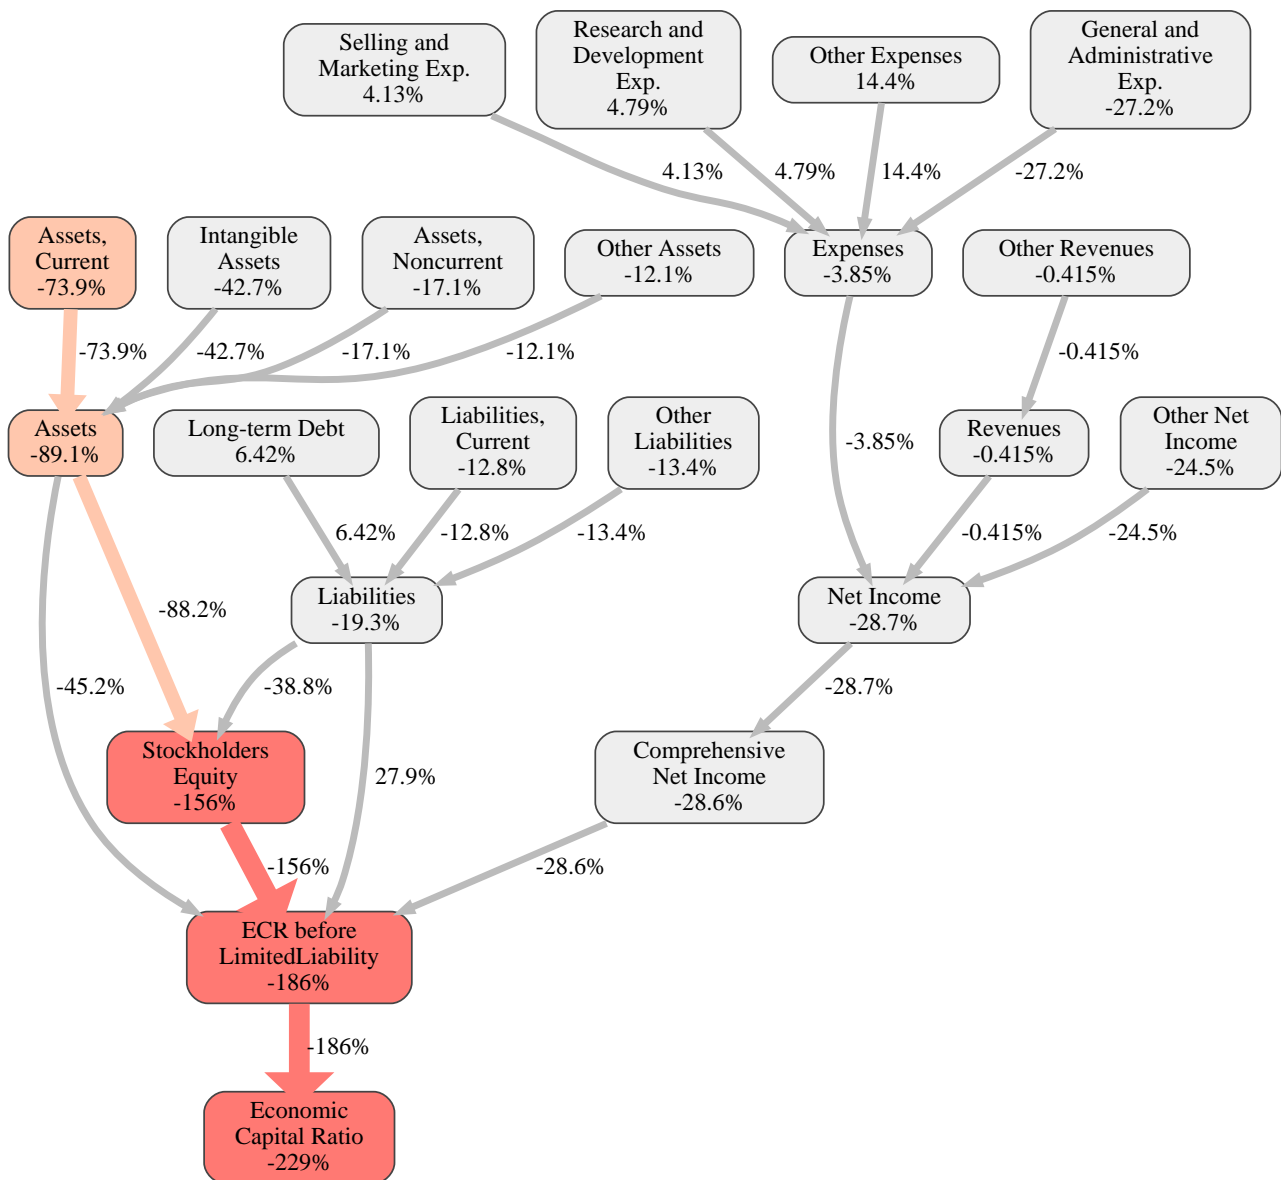 Selling and
Marketing Exp.
4.13%
Research and
Development
Exp.
4.79%
Other Expenses
14.4%
General and
Administrative
Exp.
-27.2%
4.13%
4.79%
14.4%
-27.2%
Assets,
Current
-73.9%
Intangible
Assets
-42.7%
Assets,
Noncurrent
-17.1%
Other Assets
-12.1%
Expenses
-3.85%
Other Revenues
-0.415%
-73.9%
-42.7%
-17.1%
-12.1%
-0.415%
Assets
-89.1%
Long-term Debt
6.42%
Liabilities,
Current
-12.8%
Other
Liabilities
-13.4%
-3.85%
Revenues
-0.415%
Other Net
Income
-24.5%
6.42%
-12.8%
-13.4%
-0.415%
-24.5%
-88.2%
Liabilities
-19.3%
Net Income
-28.7%
-45.2%
-38.8%
-28.7%
Stockholders
Equity
-156%
27.9%
Comprehensive
Net Income
-28.6%
-156%
-28.6%
ECR before
LimitedLiability
-186%
-186%
Economic
Capital Ratio
-229%